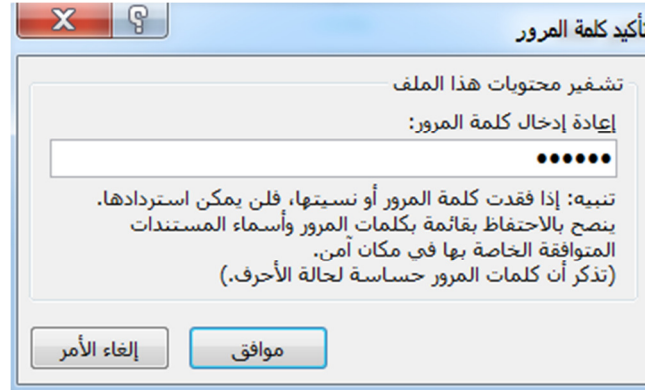 تأكيد كلمة المرور
تشفير محتويات هذا الملف
إعادة إدخال كلمة المرور:
••••••
تنبيه: إذا فقدت كلمة المرور أو نسيتها، فلن يمكن استردادها.
ينصح بالاحتفاظ بقائمة بكلمات المرور وأسماء المستندات
المتوافقة الخاصة بها في مكان آمن.
(تذكر أن كلمات المرور حساسة لحالة الأحرف.)
موافق
إلغاء الأمر